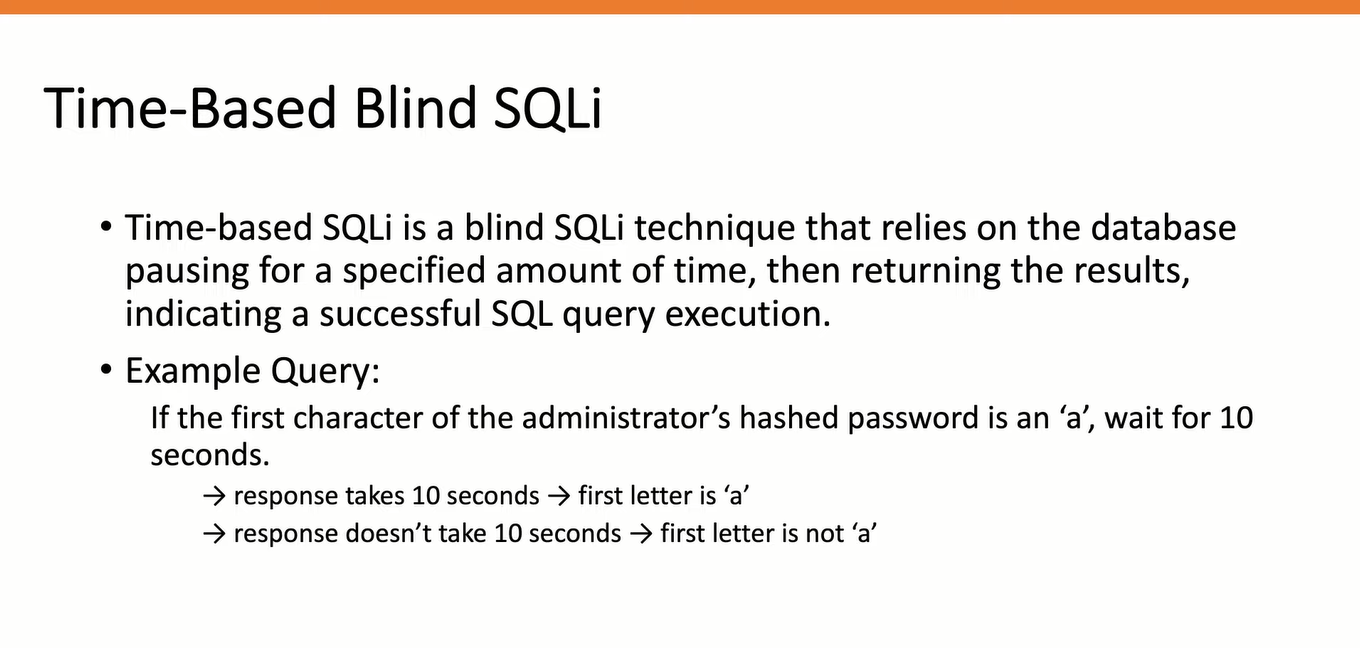 Time-Based Blind SQLi
• Time-based SQLi is a blind SQLi technique that relies on the database
pausing for a specified amount of time, then returning the results,
indicating a successful SQL query execution.
• Example Query:
If the first character of the administrator’s hashed password is an ‘a’, wait for 10
seconds.
→ response takes 10 seconds → first letter is ‘a’
→ response doesn’t take 10 seconds → first letter is not ‘a’